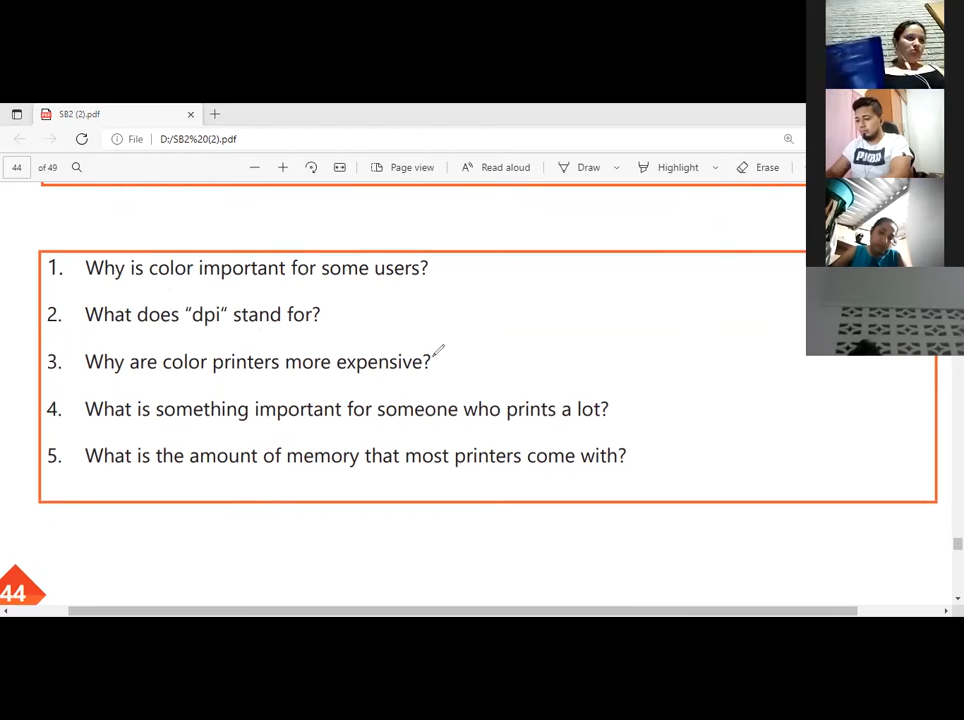 SB2 (2).pdf
File
D:/SB2%20(2).pdf
44 of 49
Page view
Read aloud
Draw
Highlight
Erase
1. Why is color important for some users?
2. What does “dpi“ stand for?
3. Why are color printers more expensive?
4. What is something important for someone who prints a lot?
5. What is the amount of memory that most printers come with?
44